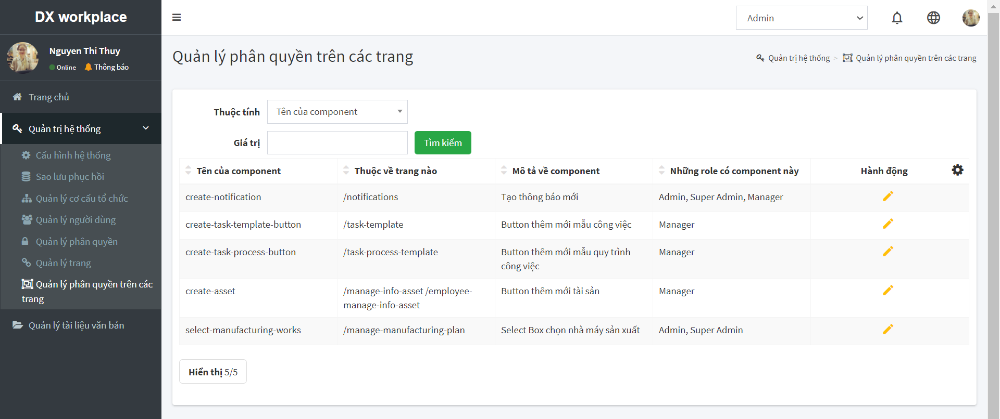 DX workplace
Admin
Nguyen Thi Thuy
Online Thông báo
Quản lý phân quyền trên các trang
Quản trị hệ thống > Quản lý phân quyền trên các trang
Trang chủ
Quản trị hệ thống
Cấu hình hệ thống
Sao lưu phục hồi
Quản lý cơ cấu tổ chức
Quản lý người dùng
Quản lý phân quyền
Quản lý trang
Quản lý phân quyền trên các
trang
Quản lý tài liệu văn bản
Thuộc tính Tên của component
Giá trị Tìm kiếm
Tên của component Thuộc về trang nào Mô tả về component Những role có component này Hành động
create-notification /notifications Tạo thông báo mới Admin, Super Admin, Manager
create-task-template-button /task-template Button thêm mới mẫu công việc Manager
create-task-process-button /task-process-template Button thêm mới mẫu quy trình Manager
công việc
create-asset /manage-info-asset /employee- Button thêm mới tài sản Manager
manage-info-asset
select-manufacturing-works /manage-manufacturing-plan Select Box chọn nhà máy sản xuất Admin, Super Admin
Hiển thị 5/5